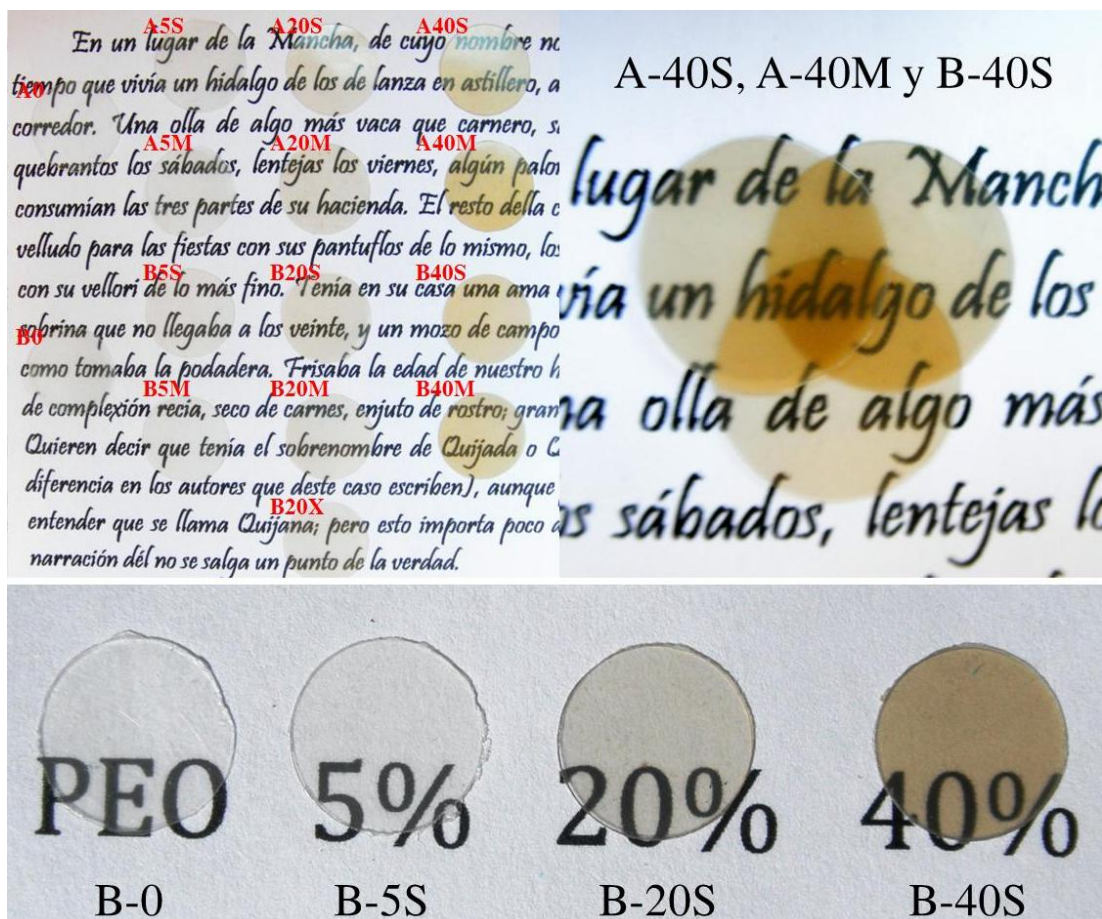 A5S A20S A40S
En un lugar de la Mancha, de cuyo nombre no
tiempo que vivía un hidalgo de los de lanza en astillero, a
A0
corredor. Una olla de algo más vaca que carnero, s
A5M A20M A40M
quebrantos los sábados, lentejas los viernes, algún palo
consumían las tres partes de su hacienda. El resto della c
velludo para las fiestas con sus pantuflos de lo mismo, los
B5S B20S B40S
con su vellori de lo más fino. Tenía en su casa una ama
sobrina que no llegaba a los veinte, y un mozo de campo
B0
como tomaba la podadera. Frisaba la edad de nuestro h
B5M B20M B40M
de complexión recia, seco de carnes, enjuto de rostro; gran
Quieren decir que tenía el sobrenombre de Quijada o Q
diferencia en los autores que deste caso escriben), aunque
B20X
entender que se llama Quijana; pero esto importa poco a
narración dél no se salga un punto de la verdad.
A-40S, A-40M y B-40S
lugar de la Manch
vía un hidalgo de los
na olla de algo más
s sábados, lentejas lo
PEO 5% 20% 40%
B-0 B-5S B-20S B-40S